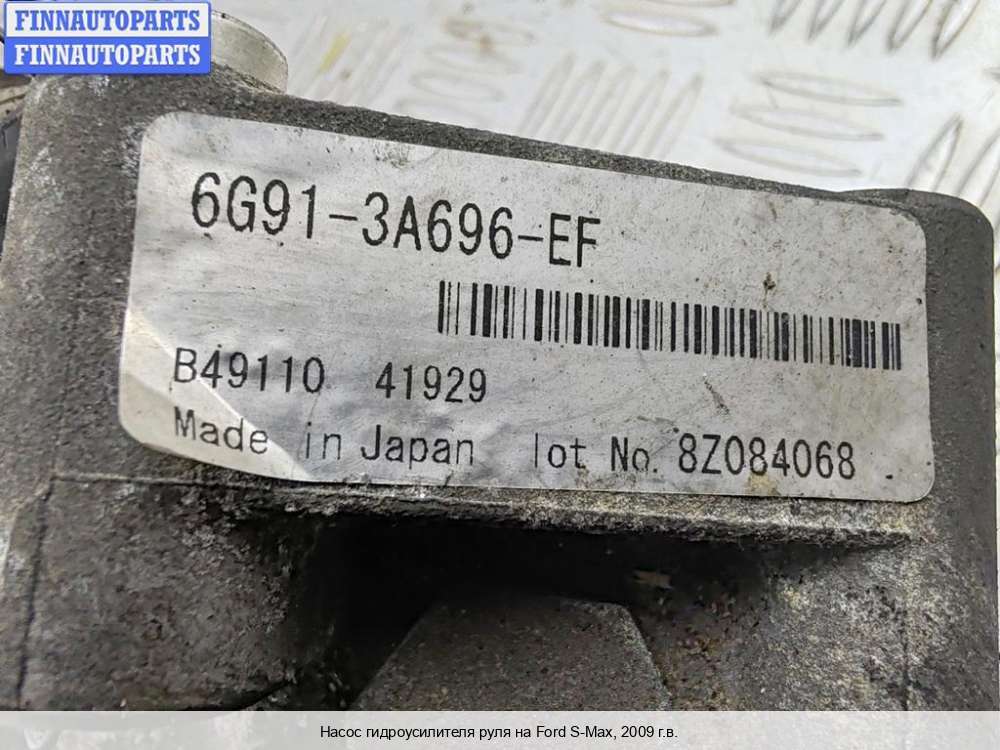 FINNAUTOPARTS
FINNAUTOPARTS
6G91-3A696-EF
B49110 41929
Made in Japan lot No. 8Z084068
Насос гидроусилителя руля на Ford S-Max, 2009 г.в.